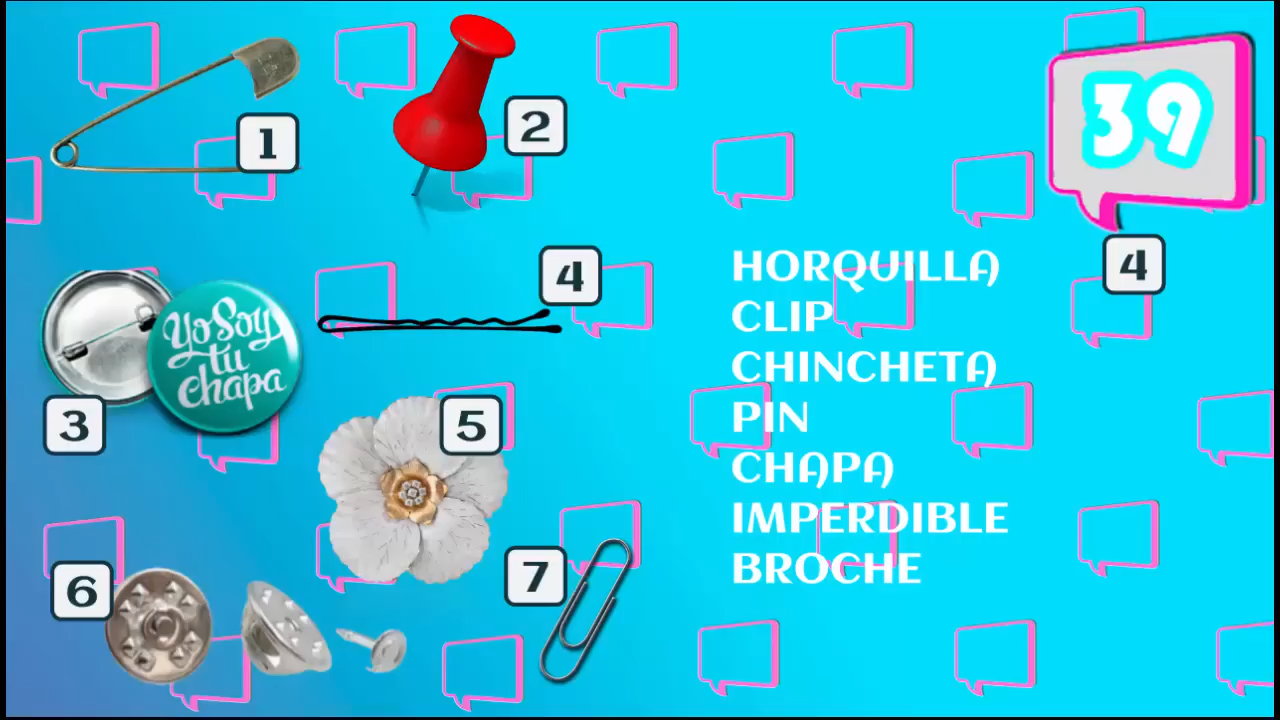 39
1
2
4
3
Yo Soy
tu
chapa
5
6
7
HORQUILLA
4
CLIP
CHINCHETA
PIN
CHAPA
IMPERDIBLE
BROCHE